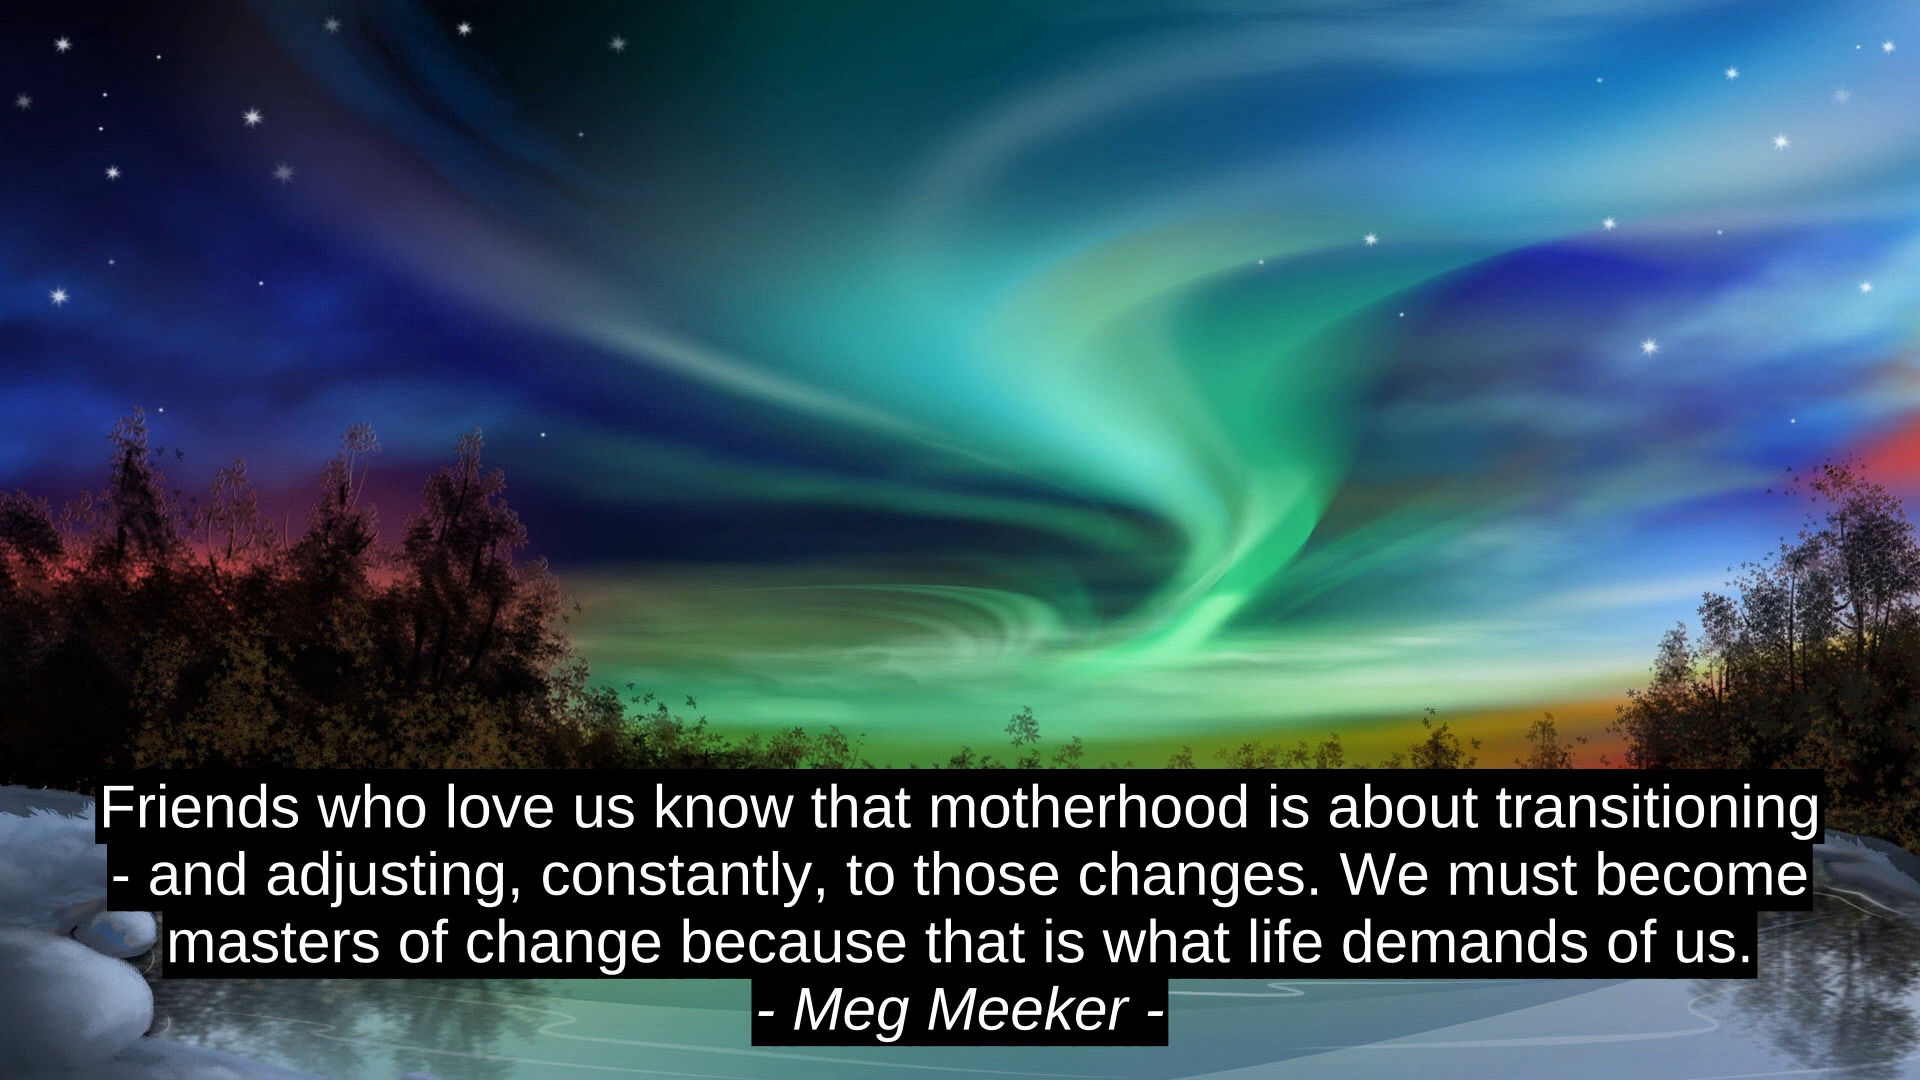 Friends who love us know that motherhood is about transitioning
- and adjusting, constantly, to those changes. We must become
masters of change because that is what life demands of us.
- Meg Meeker -